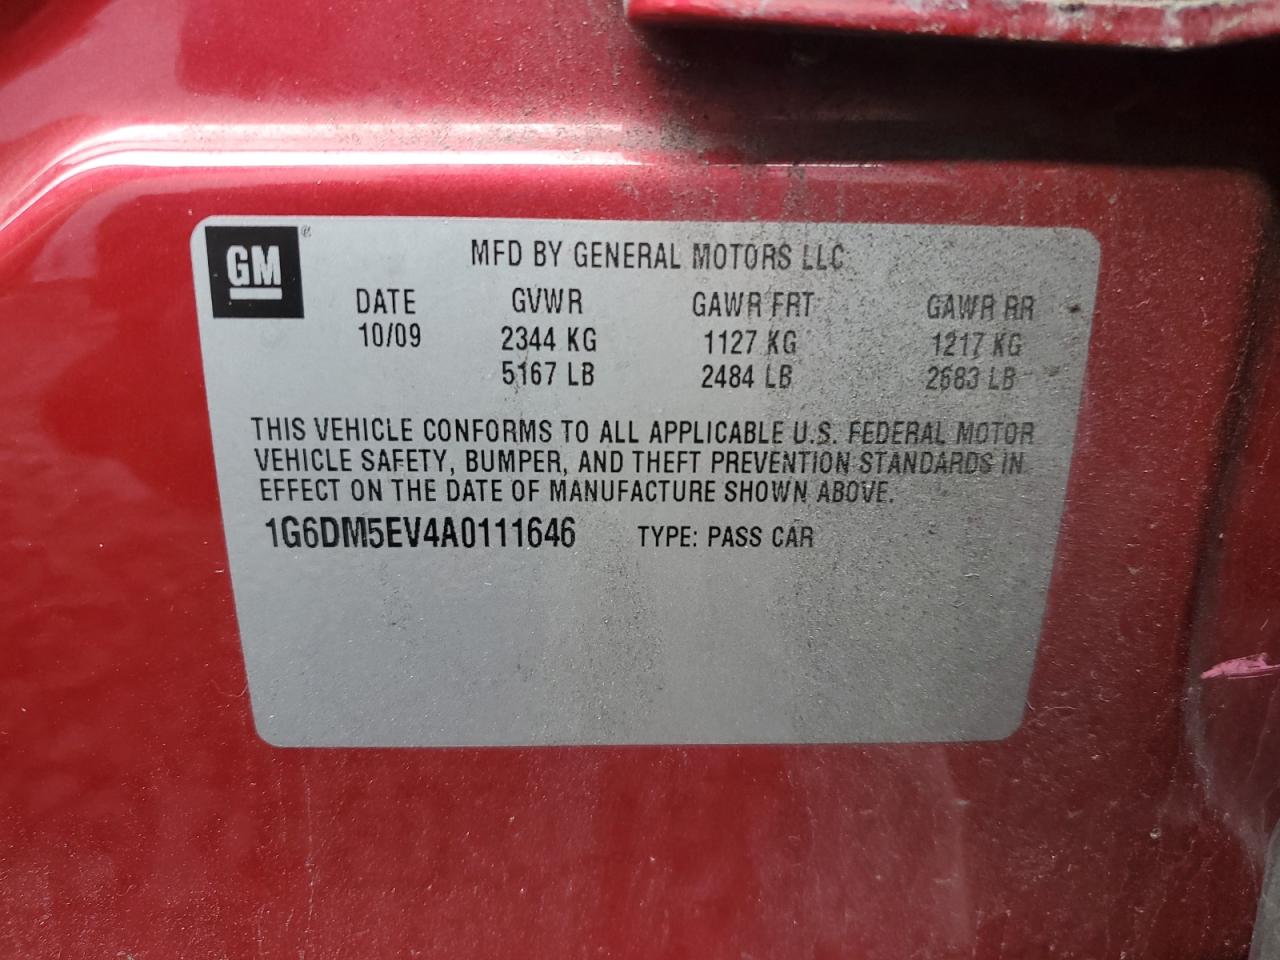 GM ®
MFD BY GENERAL MOTORS LLC
DATE GVWR GAWR FRT GAWR RR
10/09 2344 KG 1127 KG 1217 KG
5167 LB 2484 LB 2683 LB
THIS VEHICLE CONFORMS TO ALL APPLICABLE U.S. FEDERAL MOTOR
VEHICLE SAFETY, BUMPER, AND THEFT PREVENTION STANDARDS IN
EFFECT ON THE DATE OF MANUFACTURE SHOWN ABOVE.
1G6DM5EV4A0111646 TYPE: PASS CAR